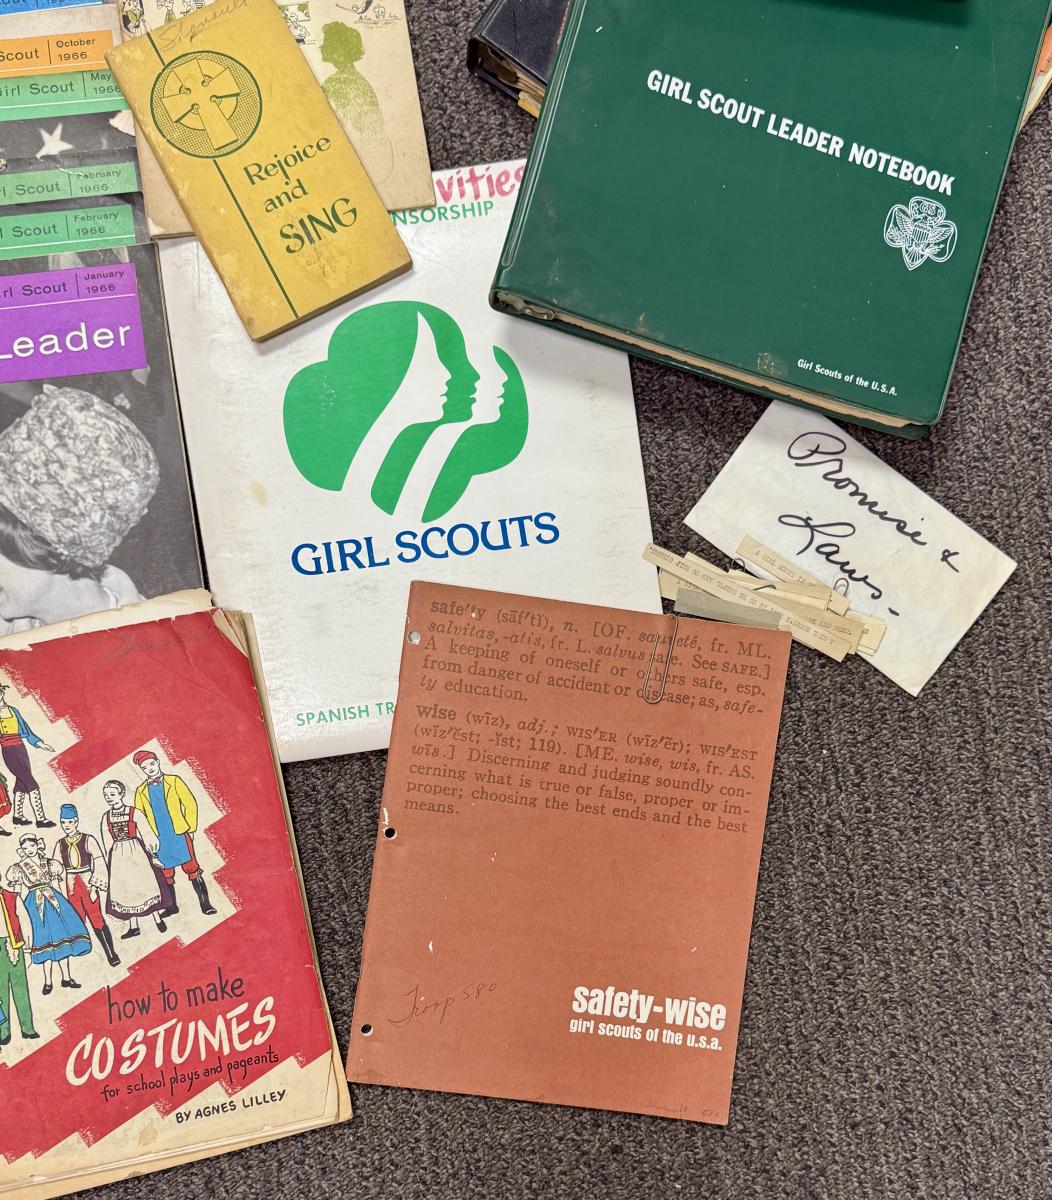 Scout | October 1966
Girl Scout | May 1966
rl Scout | February 1966
l Scout | February 1966
rl Scout | January 1966
Leader
Rejoice
and
SING
vities
NSORSHIP
GIRL SCOUTS
SPANISH TR
GIRL SCOUT LEADER NOTEBOOK
GS
Girl Scouts of the U.S.A.
Promise &
Laws-
A GIRL SCOUT IS
safe'ty (sāf'tĭ), n. [OF. sauveté, fr. ML.
salvitas, -atis, fr. L. salvus safe. See SAFE.]
A keeping of oneself or others safe, esp.
from danger of accident or disease; as, safe-
ty education.
wise (wīz), adj.; WIS'ER (wīz'ẽr); WIS'EST
(wīz'ĕst; -ĭst; 119). [ME. wise, wis, fr. AS.
wīs.] Discerning and judging soundly con-
cerning what is true or false, proper or im-
proper; choosing the best ends and the best
means.
Troop 580
safety-wise
girl scouts of the u.s.a.
how to make
COSTUMES
for school plays and pageants
BY AGNES LILLEY